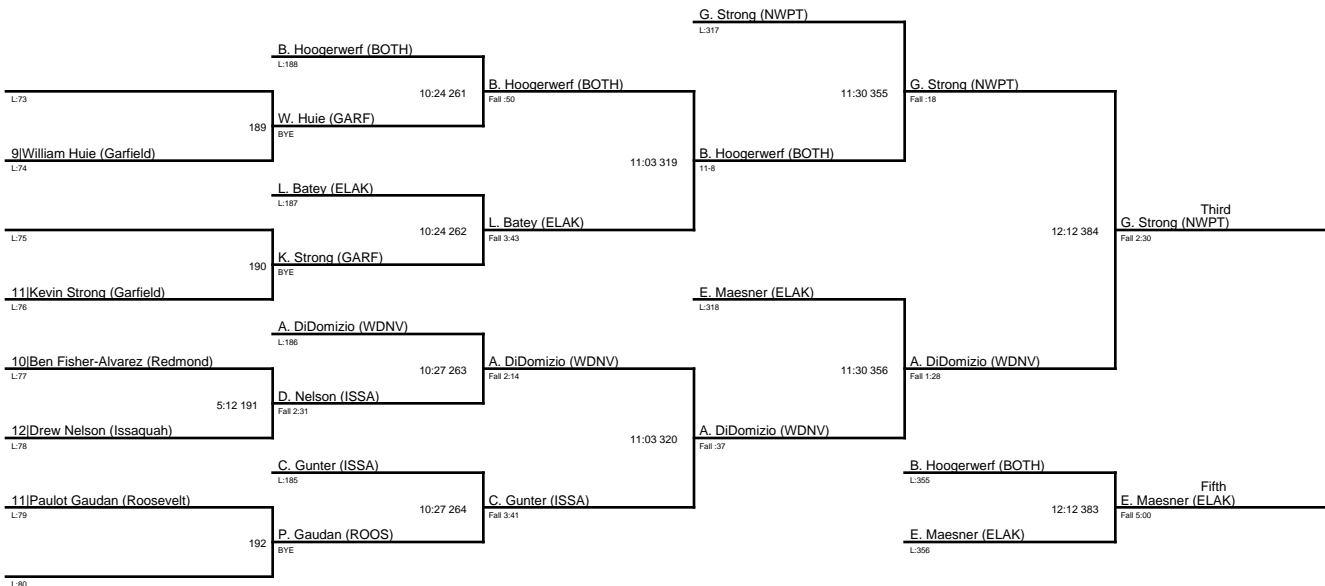 G. Strong (NWPT)
L:317
B. Hoogerwerf (BOTH)
L:188
10:24 261
B. Hoogerwerf (BOTH)
Fall :50
11:30 355
G. Strong (NWPT)
Fall :18
L:73
189
W. Huie (GARF)
BYE
9|William Huie (Garfield)
L:74
11:03 319
B. Hoogerwerf (BOTH)
11-8
L. Batey (ELAK)
L:187
10:24 262
L. Batey (ELAK)
Fall 3:43
12:12 384
Third
G. Strong (NWPT)
Fall 2:30
L:75
190
K. Strong (GARF)
BYE
11|Kevin Strong (Garfield)
L:76
E. Maesner (ELAK)
L:318
A. DiDomizio (WDNV)
L:186
10|Ben Fisher-Alvarez (Redmond)
L:77
10:27 263
A. DiDomizio (WDNV)
Fall 2:14
11:30 356
A. DiDomizio (WDNV)
Fall 1:28
5:12 191
D. Nelson (ISSA)
Fall 2:31
12|Drew Nelson (Issaquah)
L:78
11:03 320
A. DiDomizio (WDNV)
Fall :37
C. Gunter (ISSA)
L:185
B. Hoogerwerf (BOTH)
L:355
11|Paulot Gaudan (Roosevelt)
L:79
10:27 264
C. Gunter (ISSA)
Fall 3:41
12:12 383
Fifth
E. Maesner (ELAK)
Fall 5:00
192
P. Gaudan (ROOS)
BYE
E. Maesner (ELAK)
L:356
L:80